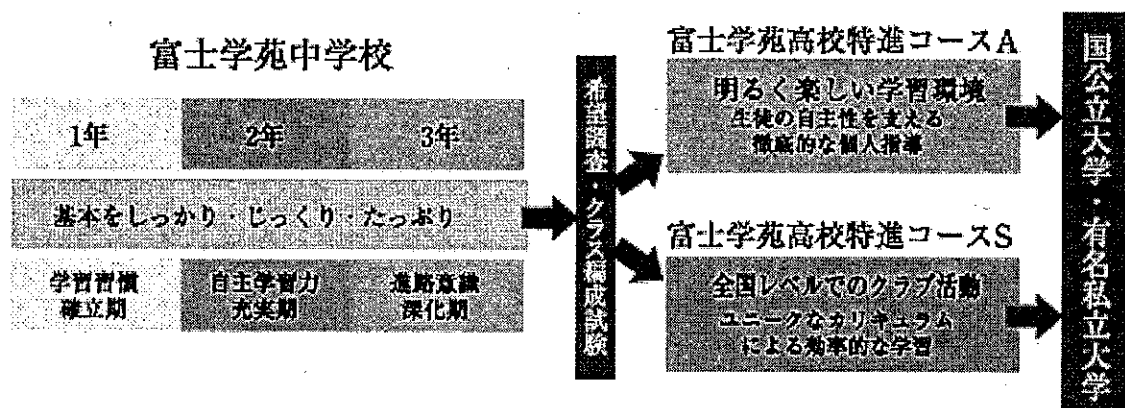 富士学苑中学校
1年
2年
3年
基本をしっかり・じっくり・たっぷり
学習習慣
確立期
自主学習力
充実期
進路意識
深化期
希望調査・クラス編成試験
富士学苑高校特進コースA
明るく楽しい学習環境
生徒の自主性を支える
徹底的な個人指導
富士学苑高校特進コースS
全国レベルでのクラブ活動
ユニークなカリキュラム
による効率的な学習
国公立大学・有名私立大学